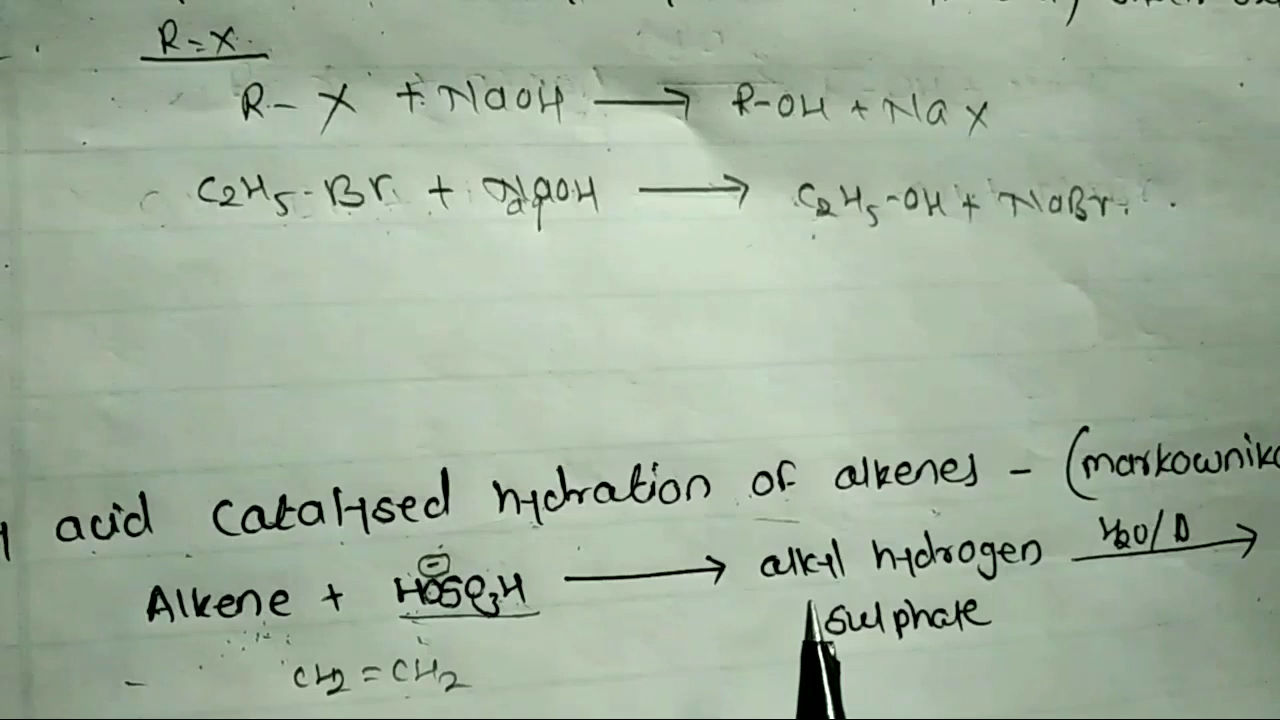 R-X
R-X + NaOH ⟶ R-OH + NaX
C2H5-Br + NaOH ⟶ C2H5-OH + NaBr.
acid catalysed hydration of alkenes - (markowniko
Alkene + HOSO3H ⟶ alkyl hydrogen H2O/Δ ⟶
sulphate
CH2=CH2